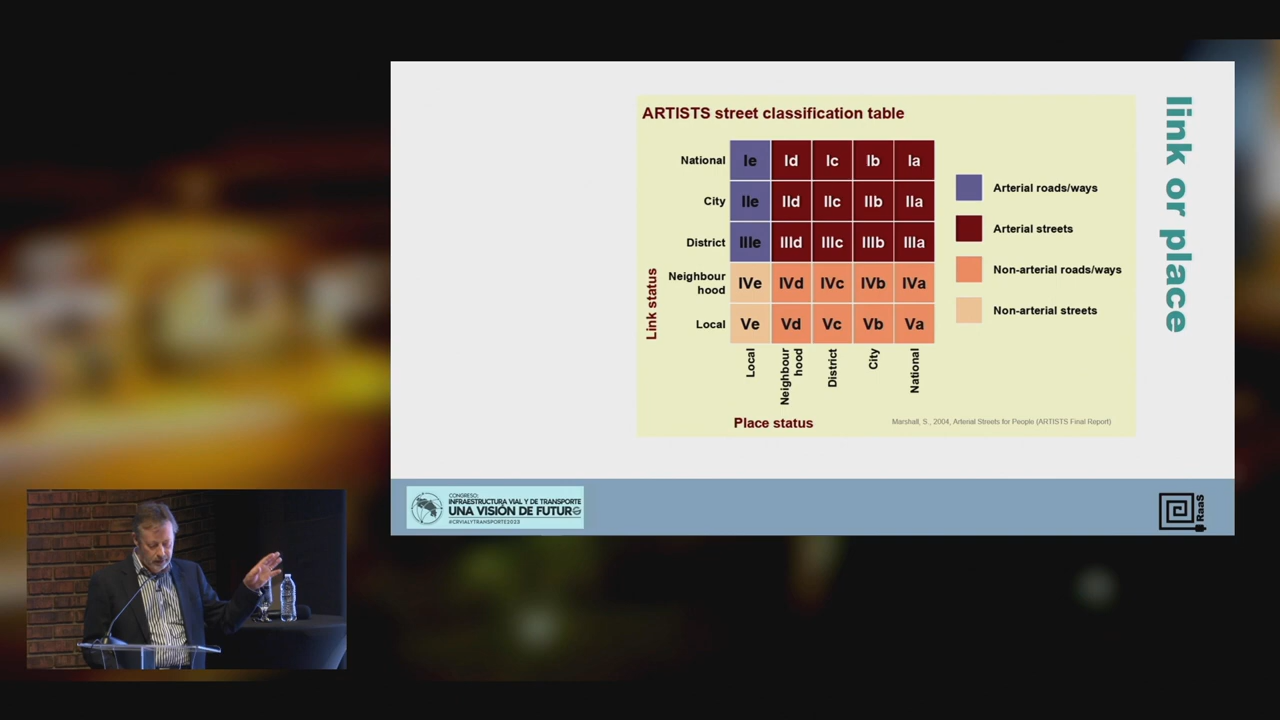 ARTISTS street classification table
link or place
National Ie Id Ic Ib Ia
City IIe IId IIc IIb IIa
District IIIe IIId IIIc IIIb IIIa
Neighbour
hood IVe IVd IVc IVb IVa
Local Ve Vd Vc Vb Va
Link status
Local
Neighbour
hood
District
City
National
Place status
Arterial roads/ways
Arterial streets
Non-arterial roads/ways
Non-arterial streets
Marshall, S., 2004, Arterial Streets for People (ARTISTS Final Report)
CONGRESO:
INFRAESTRUCTURA VIAL Y DE TRANSPORTE
UNA VISIÓN DE FUTURO
#CRVIALYTRANSPORTE2023
RaaS